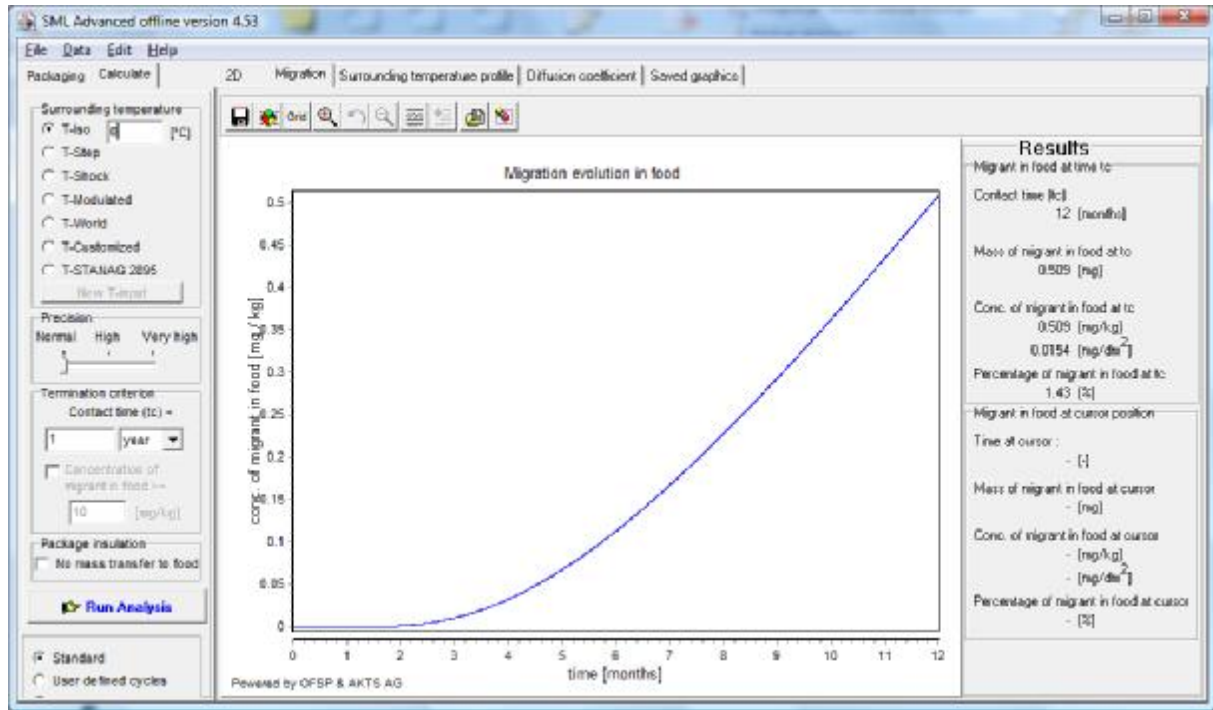 SML Advanced offline version 4.53
File Data Edit Help
Packaging Calculate
2D Migration Surrounding temperature profile Diffusion coefficient Saved graphics
Surrounding temperature
T-Iso [°C]
T-Step
T-Shock
T-Modulated
T-World
T-Customized
T-STANAG 2895
Precision
Normal High Very high
Termination criterion
Contact time (tc) =
1 year
Concentration of
migrant in food >=
10 [mg/kg]
Package insulation
No mass transfer to food
Run Analysis
Standard
User defined cycles
Grid
Migration evolution in food
conc. of migrant in food [mg / kg]
0.5
0.45
0.4
0.35
0.3
0.25
0.2
0.15
0.1
0.05
0
0 1 2 3 4 5 6 7 8 9 10 11 12
time [months]
Powered by OFSP & AKTS AG
Results
Migrant in food at time tc
Contact time [tc]
12 [months]
Mass of migrant in food at tc
0.509 [mg]
Conc. of migrant in food at tc
0.509 [mg/kg]
0.0154 [mg/dm2]
Percentage of migrant in food at tc
1.43 [%]
Migrant in food at cursor position
Time at cursor :
- [-]
Mass of migrant in food at cursor
- [mg]
Conc. of migrant in food at cursor
- [mg/kg]
- [mg/dm2]
Percentage of migrant in food at cursor
- [%]